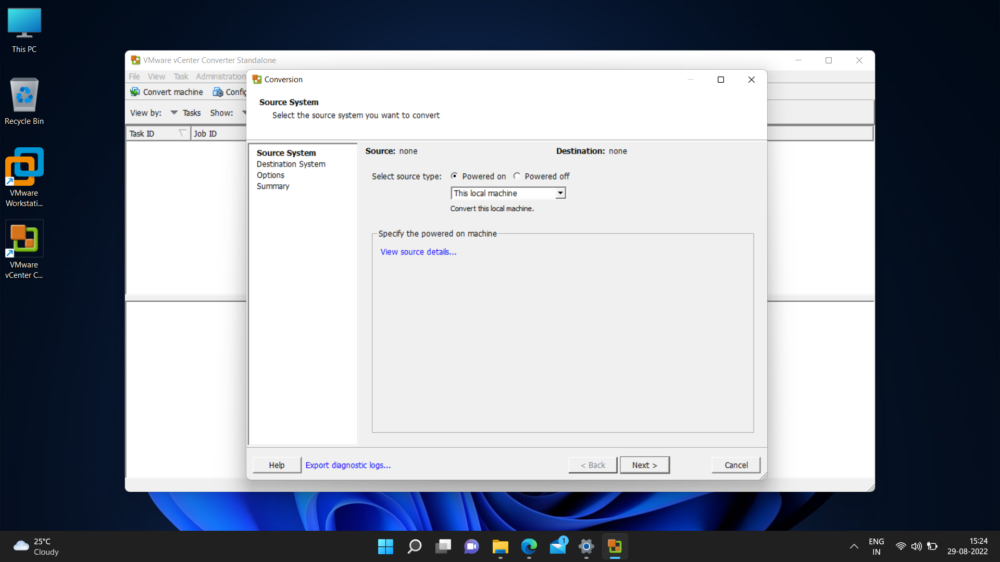 This PC
Recycle Bin
VMware
Workstati...
VMware
vCenter C...
VMware vCenter Converter Standalone
File View Task Administration
Convert machine Config
View by: Tasks Show:
Task ID Job ID
Conversion
Source System
Select the source system you want to convert
Source System
Destination System
Options
Summary
Source: none Destination: none
Select source type: Powered on Powered off
This local machine
Convert this local machine.
Specify the powered on machine
View source details...
Help Export diagnostic logs... < Back Next > Cancel
25°C
Cloudy
1
ENG
IN
15:24
29-08-2022